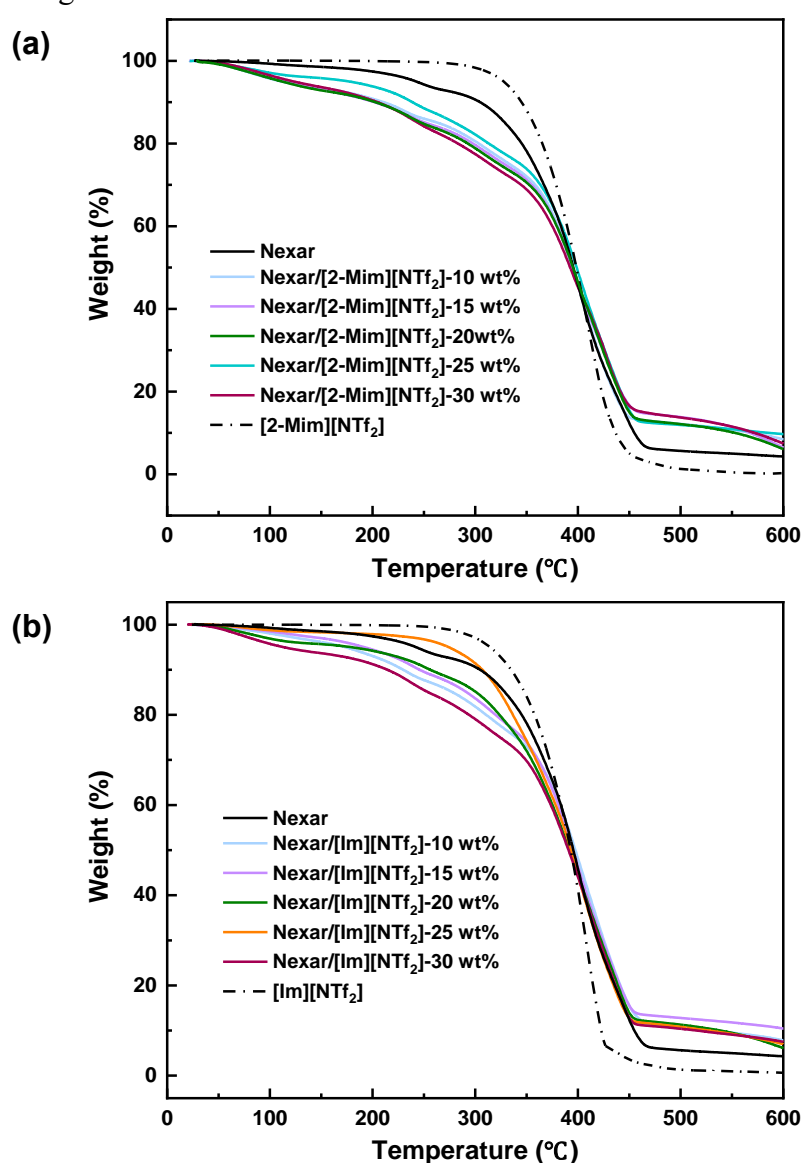 (a)
100
80
60
40
20
0
Weight (%)
Nexar
Nexar/[2-Mim][NTf₂]-10 wt%
Nexar/[2-Mim][NTf₂]-15 wt%
Nexar/[2-Mim][NTf₂]-20wt%
Nexar/[2-Mim][NTf₂]-25 wt%
Nexar/[2-Mim][NTf₂]-30 wt%
[2-Mim][NTf₂]
0 100 200 300 400 500 600
Temperature (℃)
(b)
100
80
60
40
20
0
Weight (%)
Nexar
Nexar/[Im][NTf₂]-10 wt%
Nexar/[Im][NTf₂]-15 wt%
Nexar/[Im][NTf₂]-20 wt%
Nexar/[Im][NTf₂]-25 wt%
Nexar/[Im][NTf₂]-30 wt%
[Im][NTf₂]
0 100 200 300 400 500 600
Temperature (℃)